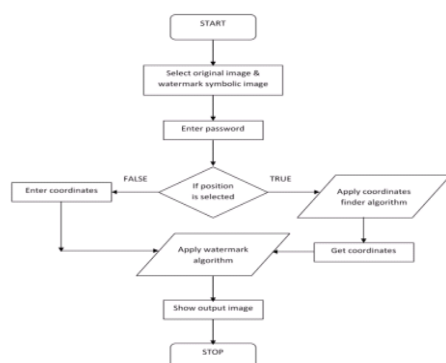 START
Select original image &
watermark symbolic image
Enter password
FALSE
TRUE
If position
is selected
Enter coordinates
Apply coordinates
finder algorithm
Apply watermark
algorithm
Get coordinates
Show output image
STOP